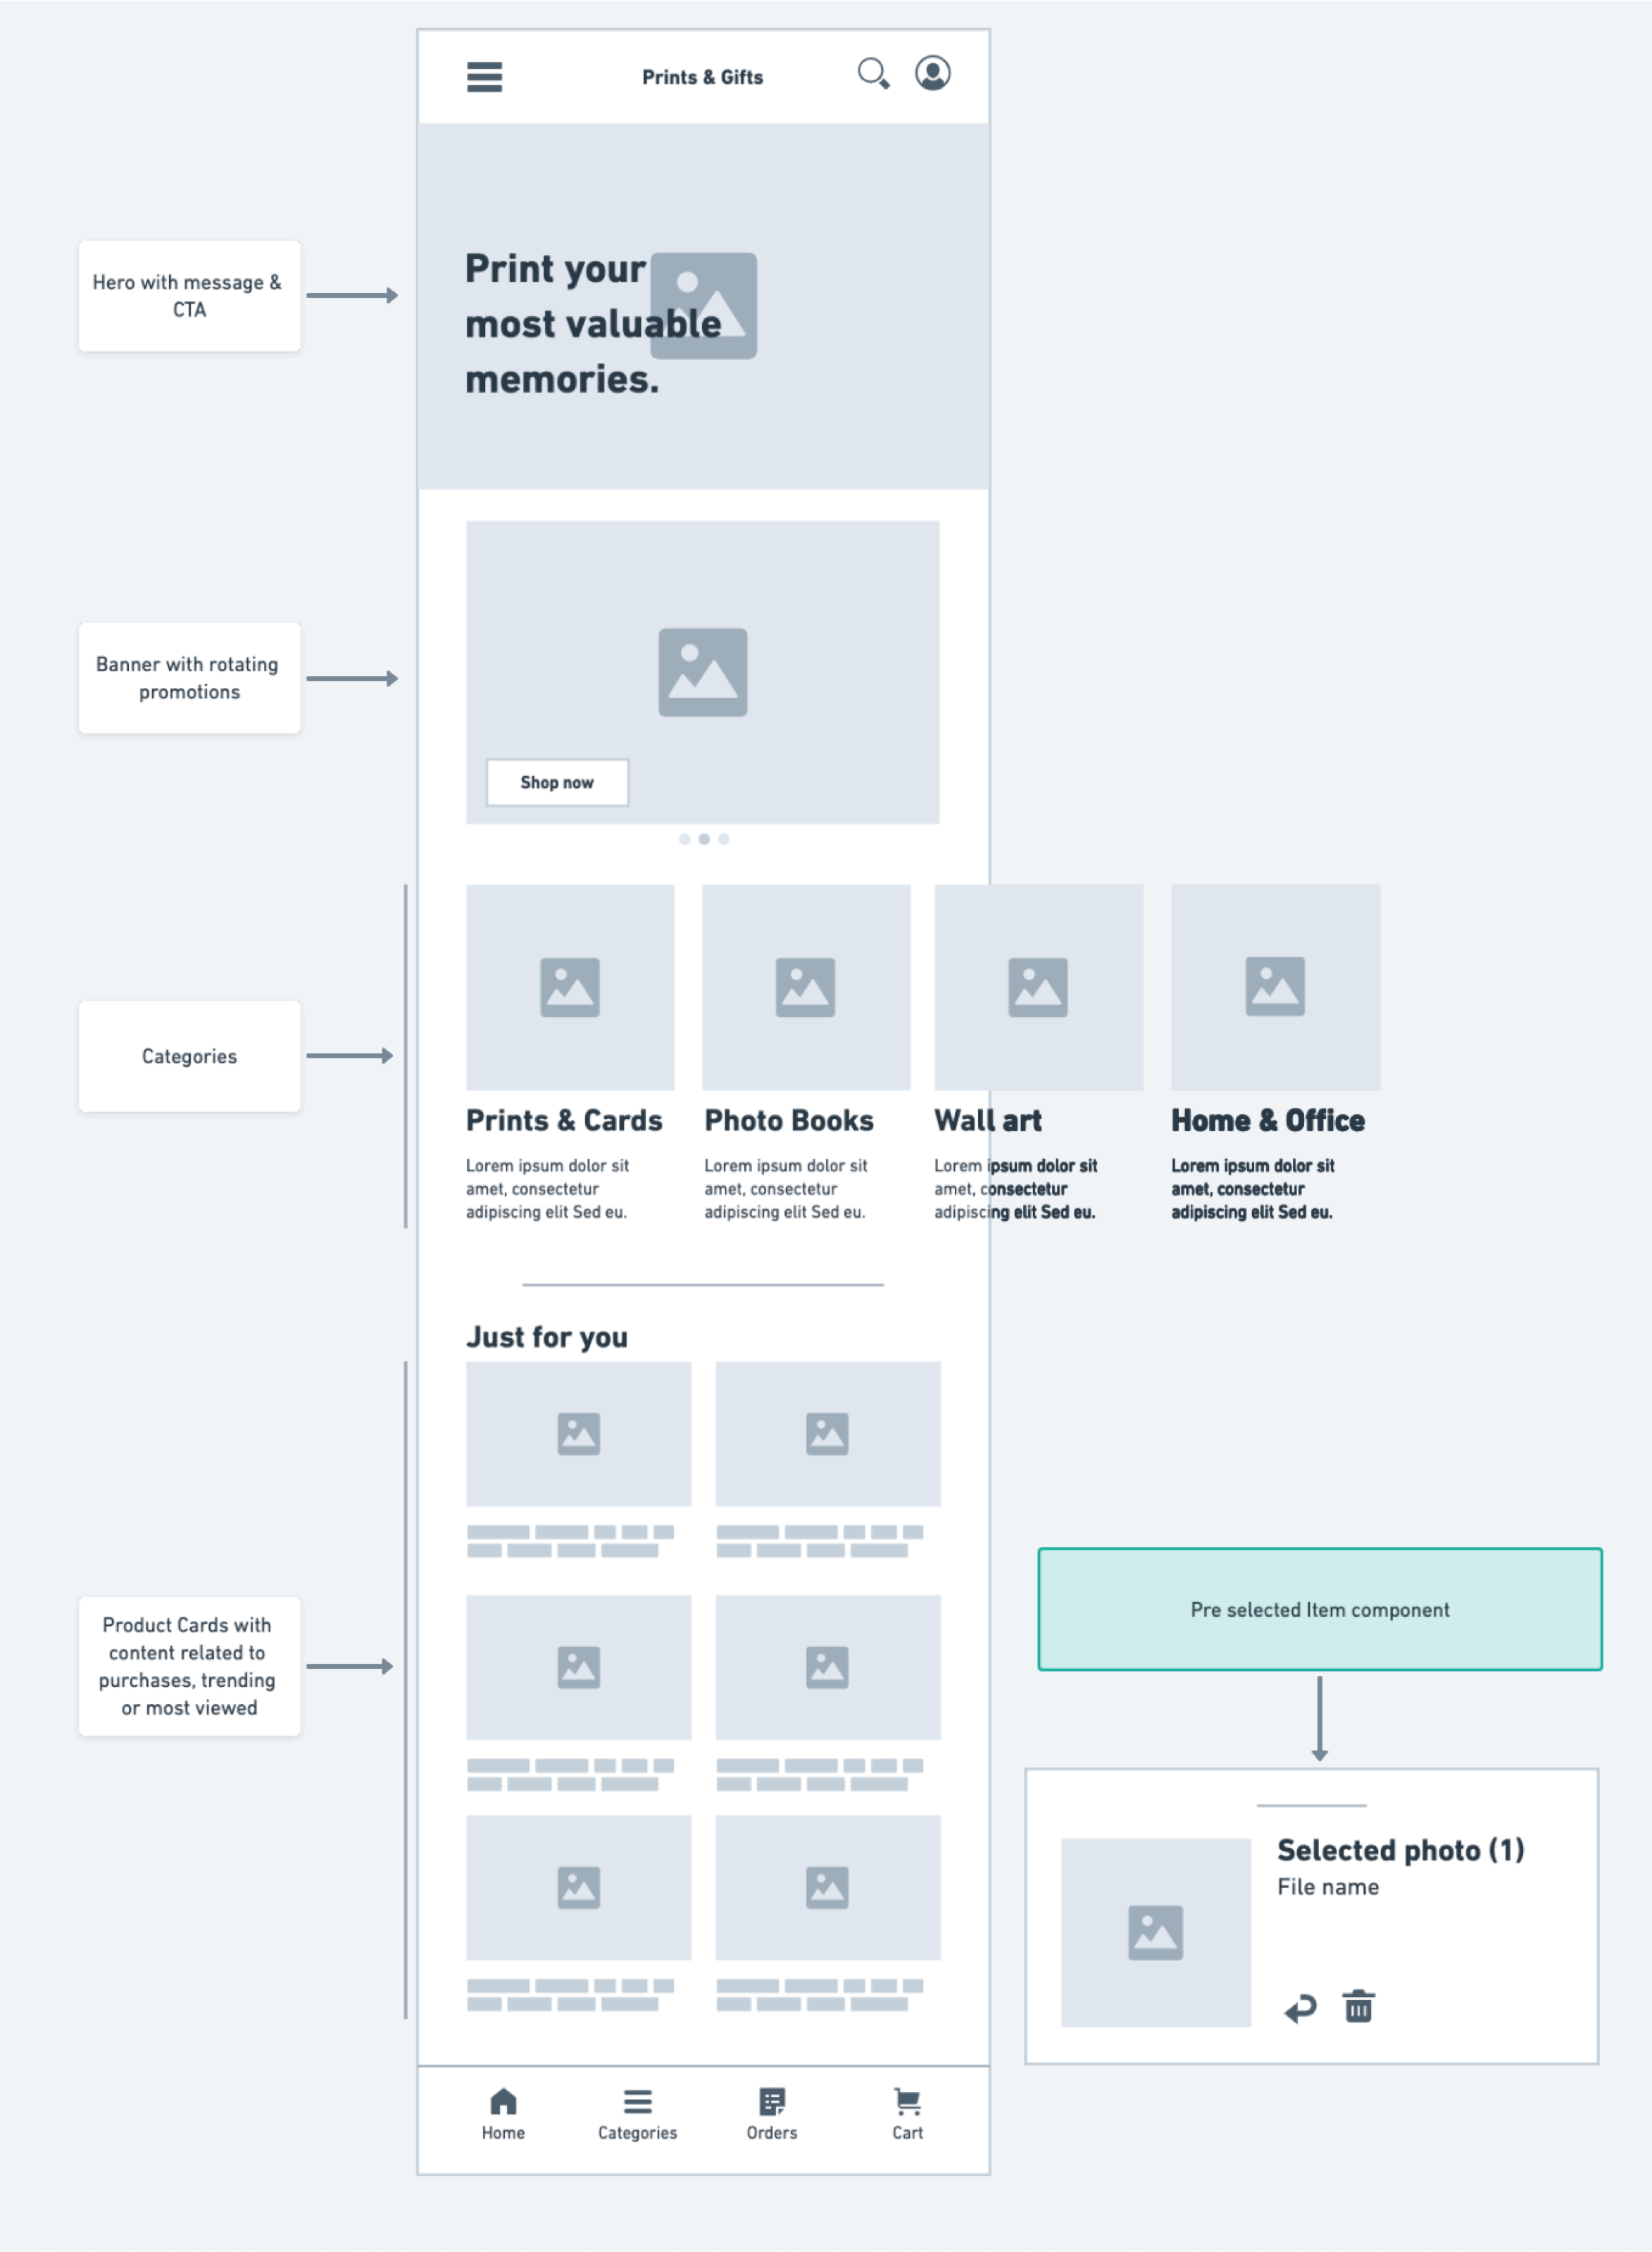 Prints & Gifts
Hero with message &
CTA
Print your
most valuable
memories.
Banner with rotating
promotions
Shop now
Categories
Prints & Cards
Lorem ipsum dolor sit
amet, consectetur
adipiscing elit Sed eu.
Photo Books
Lorem ipsum dolor sit
amet, consectetur
adipiscing elit Sed eu.
Wall art
Lorem ipsum dolor sit
amet, consectetur
adipiscing elit Sed eu.
Home & Office
Lorem ipsum dolor sit
amet, consectetur
adipiscing elit Sed eu.
Just for you
Product Cards with
content related to
purchases, trending
or most viewed
Pre selected Item component
Selected photo (1)
File name
Home
Categories
Orders
Cart